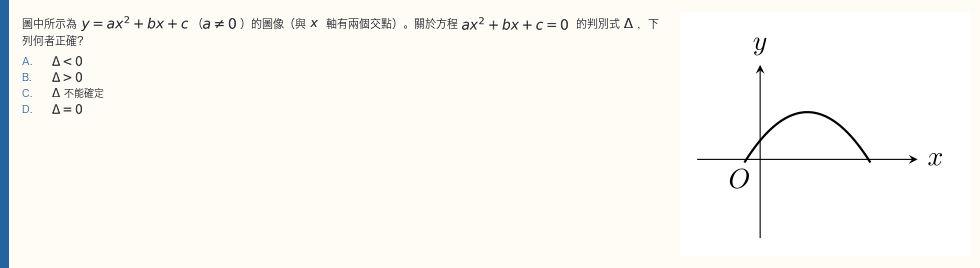 圖中所示為 y = ax² + bx + c （a ≠ 0 ）的圖像（與 x 軸有兩個交點）。關於方程 ax² + bx + c = 0 的判別式 Δ ，下
列何者正確?
A. Δ < 0
B. Δ > 0
C. Δ 不能確定
D. Δ = 0
y
x
O